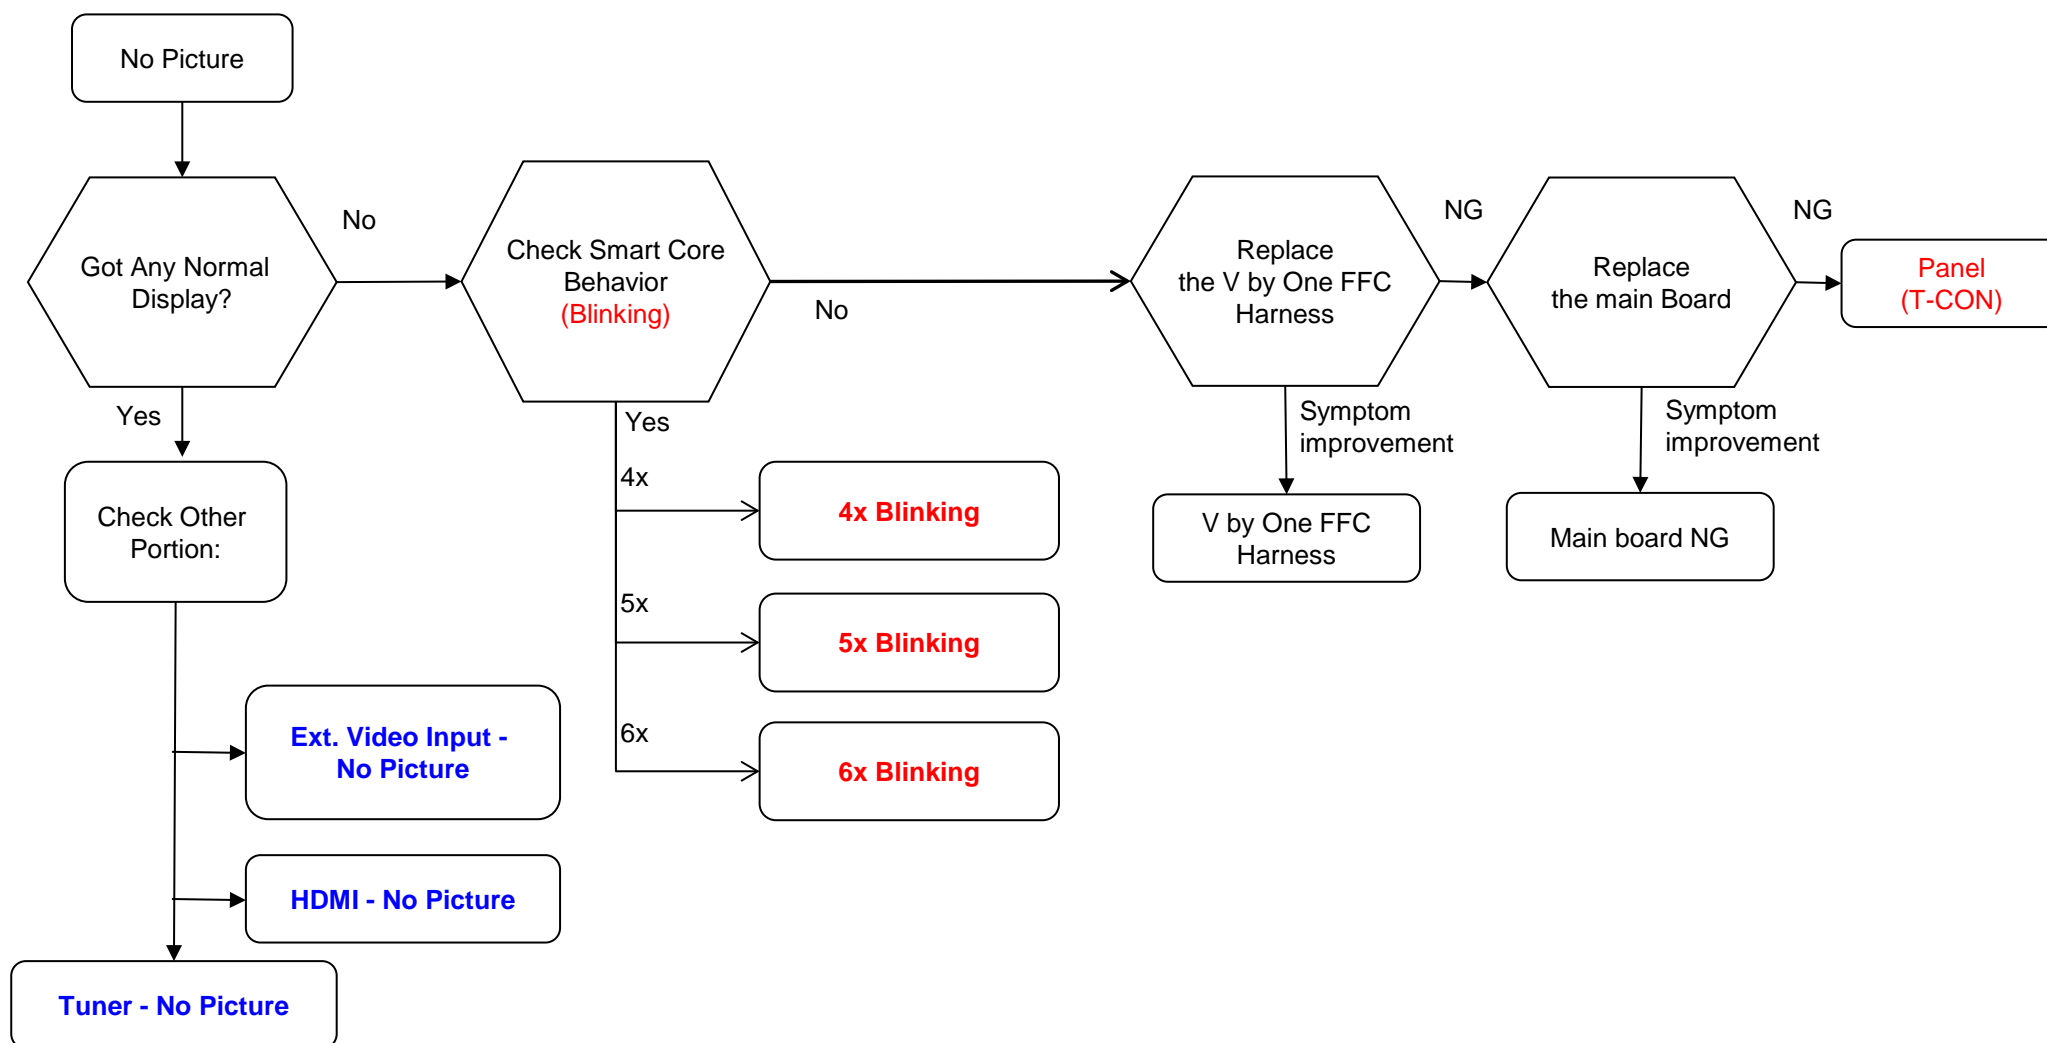 No Picture
Got Any Normal
Display?
No
Check Smart Core
Behavior
(Blinking)
No
Replace
the V by One FFC
Harness
NG
Replace
the main Board
NG
Panel
(T-CON)
Yes
Check Other
Portion:
Ext. Video Input -
No Picture
HDMI - No Picture
Tuner - No Picture
Yes
4x
4x Blinking
5x
5x Blinking
6x
6x Blinking
Symptom
improvement
V by One FFC
Harness
Symptom
improvement
Main board NG